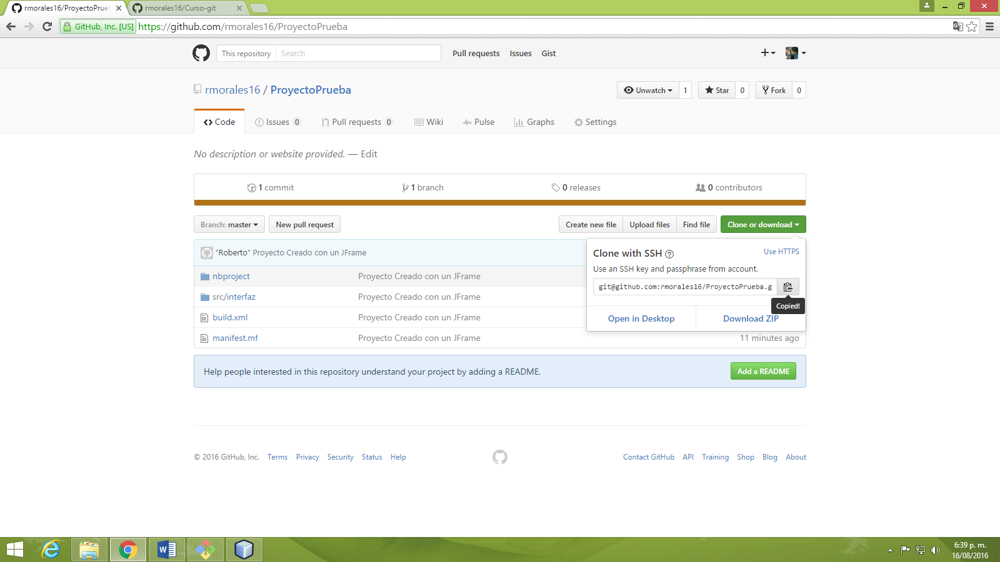 rmorales16/ProyectoPrueb
rmorales16/Curso-git
GitHub, Inc. [US] https://github.com/rmorales16/ProyectoPrueba
This repository Search Pull requests Issues Gist
rmorales16 / ProyectoPrueba
Unwatch 1 Star 0 Fork 0
Code Issues 0 Pull requests 0 Wiki Pulse Graphs Settings
No description or website provided. — Edit
1 commit 1 branch 0 releases 0 contributors
Branch: master New pull request Create new file Upload files Find file Clone or download
"Roberto" Proyecto Creado con un JFrame
nbproject Proyecto Creado con un JFrame
src/interfaz Proyecto Creado con un JFrame
build.xml Proyecto Creado con un JFrame
manifest.mf Proyecto Creado con un JFrame 11 minutes ago
Clone with SSH Use HTTPS
Use an SSH key and passphrase from account.
git@github.com:rmorales16/ProyectoPrueba.g
Copied!
Open in Desktop Download ZIP
Help people interested in this repository understand your project by adding a README. Add a README
© 2016 GitHub, Inc. Terms Privacy Security Status Help Contact GitHub API Training Shop Blog About
6:39 p. m.
16/08/2016